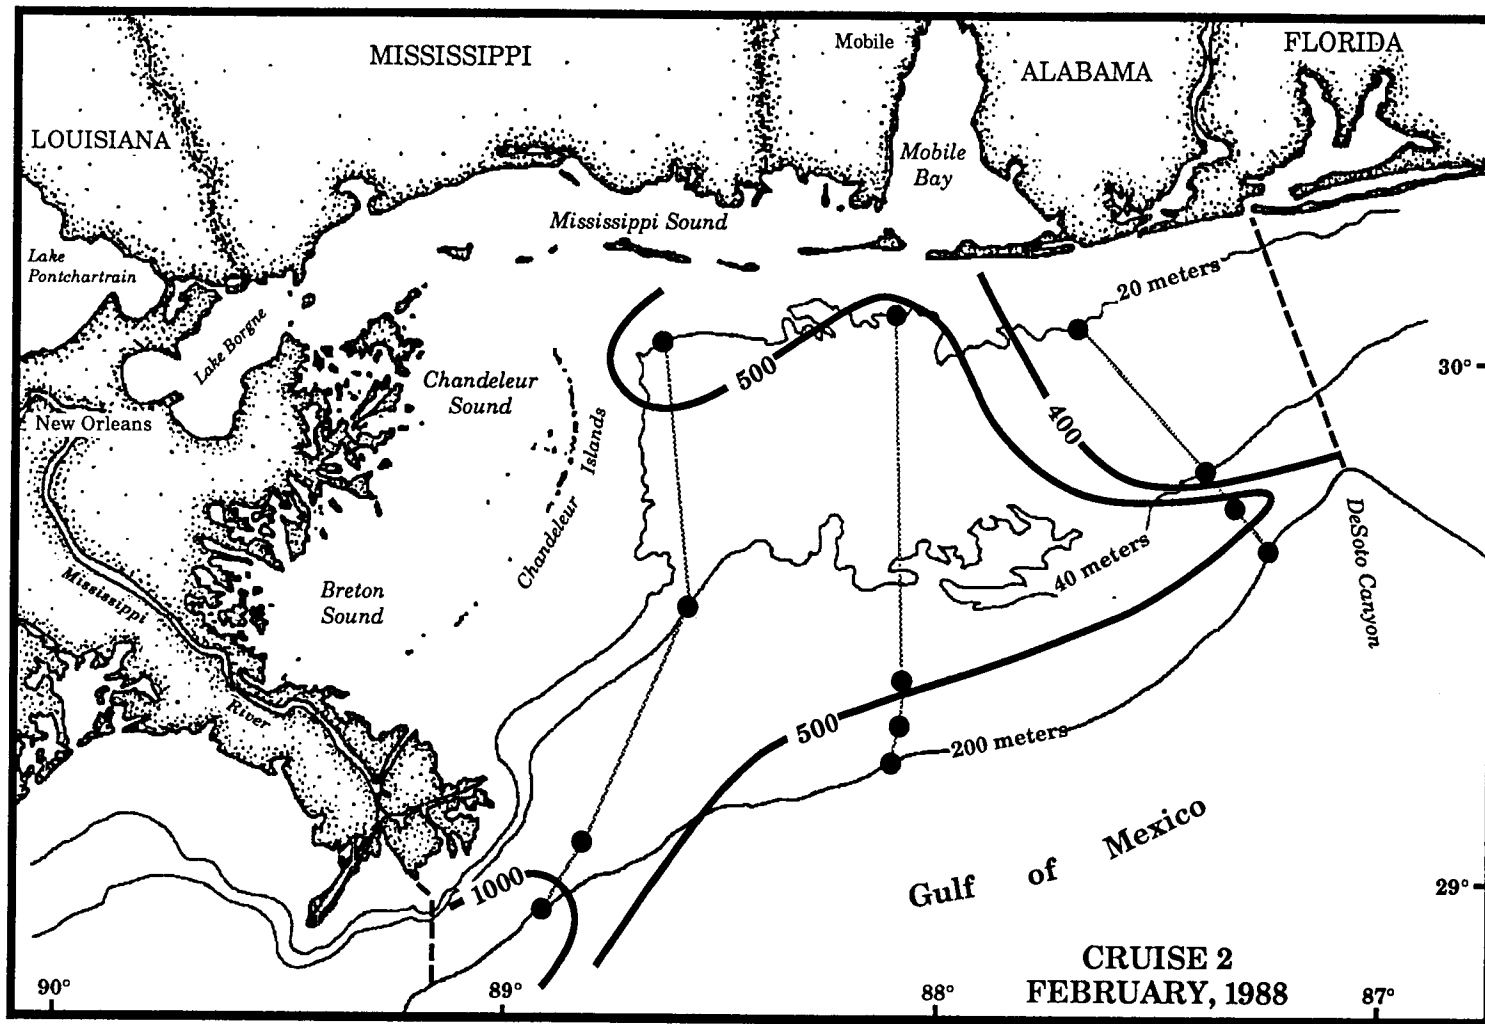 MISSISSIPPI
Mobile
ALABAMA
FLORIDA
LOUISIANA
Mobile
Bay
Mississippi Sound
Lake
Pontchartrain
20 meters
Lake Borgne
30°
Chandeleur
Sound
500
400
New Orleans
Chandeleur
Islands
DeSoto Canyon
40 meters
Mississippi
River
Breton
Sound
500
200 meters
Gulf of Mexico
1000
29°
CRUISE 2
FEBRUARY, 1988
90°
89°
88°
87°